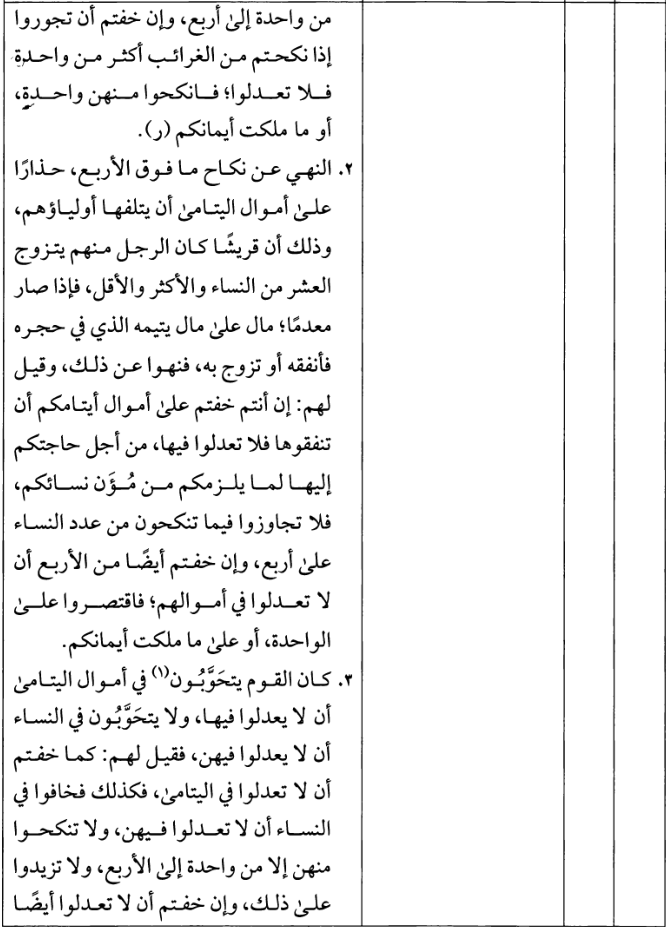 من واحدة إلىٰ أربع، وإن خفتم أن تجوروا
إذا نكحتم من الغرائب أكثر من واحدة
فلا تعدلوا؛ فانكحوا منهن واحدة،
أو ما ملكت أيمانكم (ر).
٢. النهي عن نكاح ما فوق الأربع، حذارًا
علىٰ أموال اليتامىٰ أن يتلفها أولياؤهم،
وذلك أن قريشًا كان الرجل منهم يتزوج
العشر من النساء والأكثر والأقل، فإذا صار
معدمًا؛ مال علىٰ مال يتيمه الذي في حجره
فأنفقه أو تزوج به، فنهوا عن ذلك، وقيل
لهم: إن أنتم خفتم علىٰ أموال أيتامكم أن
تنفقوها فلا تعدلوا فيها، من أجل حاجتكم
إليها لما يلزمكم من مُؤَن نسائكم،
فلا تجاوزوا فيما تنكحون من عدد النساء
علىٰ أربع، وإن خفتم أيضًا من الأربع أن
لا تعدلوا في أموالهم؛ فاقتصروا علىٰ
الواحدة، أو علىٰ ما ملكت أيمانكم.
٣. كان القوم يتحَوَّبُون(١) في أموال اليتامىٰ
أن لا يعدلوا فيها، ولا يتحَوَّبُون في النساء
أن لا يعدلوا فيهن، فقيل لهم: كما خفتم
أن لا تعدلوا في اليتامىٰ، فكذلك فخافوا في
النساء أن لا تعدلوا فيهن، ولا تنكحوا
منهن إلا من واحدة إلىٰ الأربع، ولا تزيدوا
علىٰ ذلك، وإن خفتم أن لا تعدلوا أيضًا